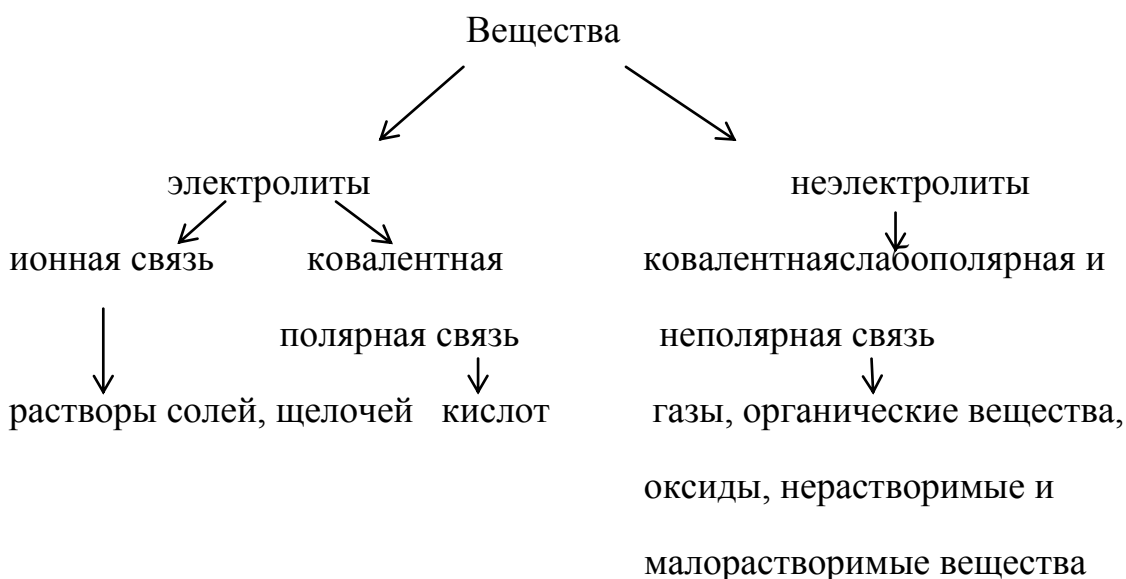 Вещества
электролиты неэлектролиты
ионная связь ковалентная ковалентнаяслабополярная и
полярная связь неполярная связь
растворы солей, щелочей кислот газы, органические вещества,
оксиды, нерастворимые и
малорастворимые вещества